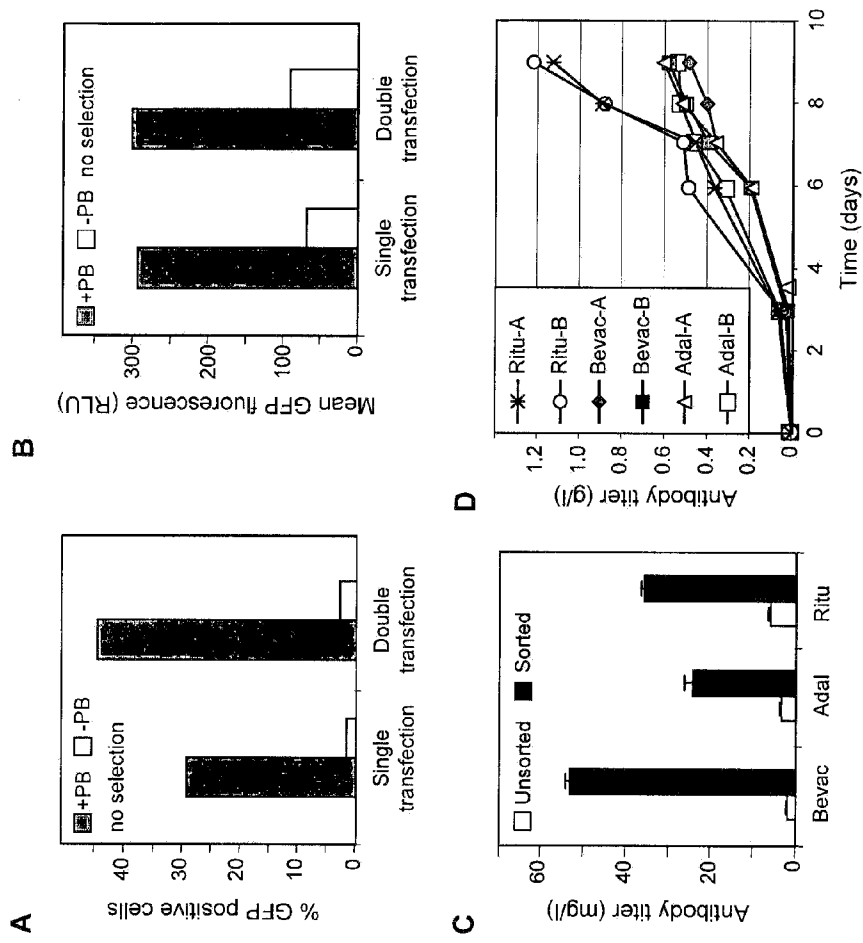 A
+PB -PB
no selection
% GFP positive cells
40
30
20
10
0
Single transfection
Double transfection
B
+PB -PB no selection
Mean GFP fluorescence (RLU)
300
200
100
0
Single transfection
Double transfection
C
Unsorted Sorted
Antibody titer (mg/l)
60
40
20
0
Bevac Adal Ritu
D
Ritu-A
Ritu-B
Bevac-A
Bevac-B
Adal-A
Adal-B
Antibody titer (g/l)
1.2
1.0
0.8
0.6
0.4
0.2
0
0 2 4 6 8 10
Time (days)